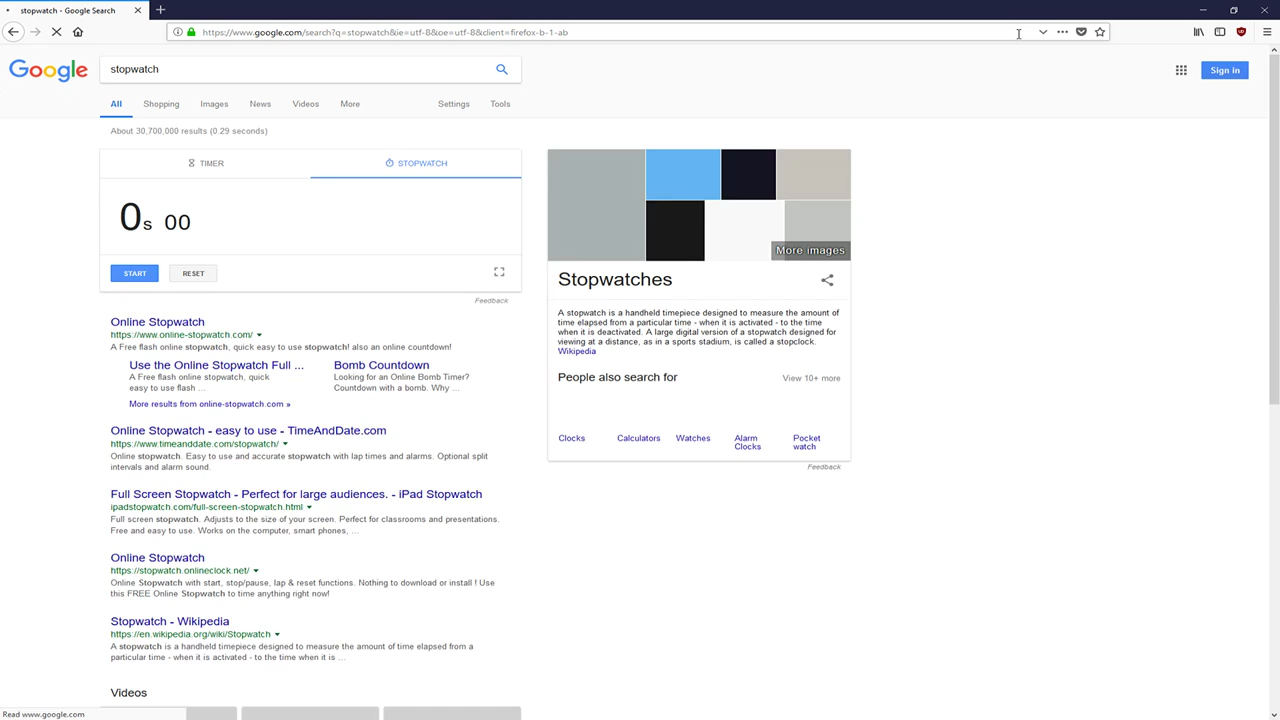 stopwatch - Google Search
https://www.google.com/search?q=stopwatch&ie=utf-8&oe=utf-8&client=firefox-b-1-ab
Google
stopwatch
Sign in
All Shopping Images News Videos More Settings Tools
About 30,700,000 results (0.29 seconds)
TIMER STOPWATCH
0s 00
START RESET
Feedback
Online Stopwatch
https://www.online-stopwatch.com/
A Free flash online stopwatch, quick easy to use stopwatch! also an online countdown!
Use the Online Stopwatch Full ...
A Free flash online stopwatch, quick
easy to use flash ...
Bomb Countdown
Looking for an Online Bomb Timer?
Countdown with a bomb. Why ...
More results from online-stopwatch.com »
Online Stopwatch - easy to use - TimeAndDate.com
https://www.timeanddate.com/stopwatch/
Online stopwatch. Easy to use and accurate stopwatch with lap times and alarms. Optional split
intervals and alarm sound.
Full Screen Stopwatch - Perfect for large audiences. - iPad Stopwatch
ipadstopwatch.com/full-screen-stopwatch.html
Full screen stopwatch. Adjusts to the size of your screen. Perfect for classrooms and presentations.
Free and easy to use. Works on the computer, smart phones, ...
Online Stopwatch
https://stopwatch.onlineclock.net/
Online Stopwatch with start, stop/pause, lap & reset functions. Nothing to download or install ! Use
this FREE Online Stopwatch to time anything right now!
Stopwatch - Wikipedia
https://en.wikipedia.org/wiki/Stopwatch
A stopwatch is a handheld timepiece designed to measure the amount of time elapsed from a
particular time - when it is activated - to the time when it is ...
Videos
More images
Stopwatches
A stopwatch is a handheld timepiece designed to measure the amount of
time elapsed from a particular time - when it is activated - to the time
when it is deactivated. A large digital version of a stopwatch designed for
viewing at a distance, as in a sports stadium, is called a stopclock.
Wikipedia
People also search for View 10+ more
Clocks
Calculators
Watches
Alarm
Clocks
Pocket
watch
Feedback
Read www.google.com